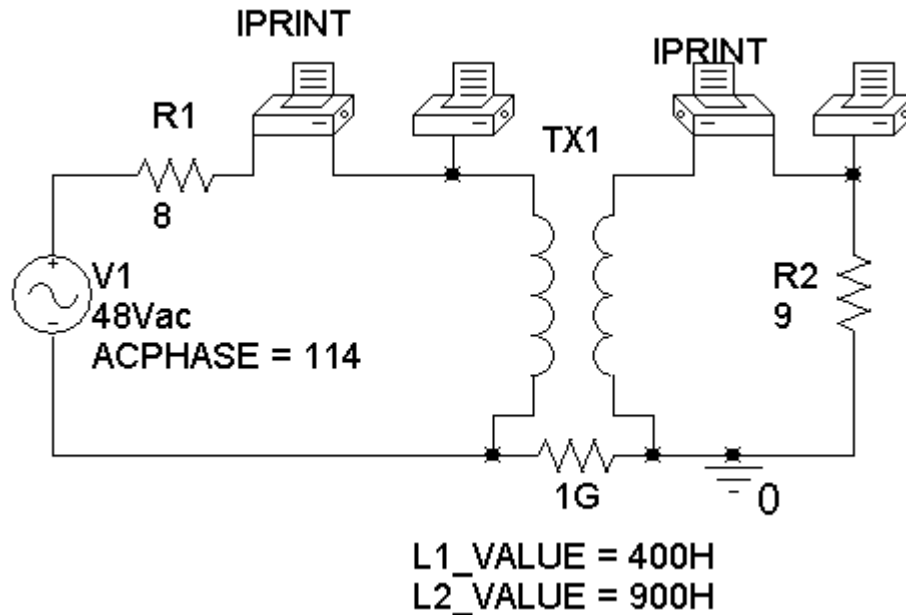 IPRINT
IPRINT
R1
TX1
8
V1
48Vac
ACPHASE = 114
R2
9
1G
0
L1_VALUE = 400H
L2_VALUE = 900H